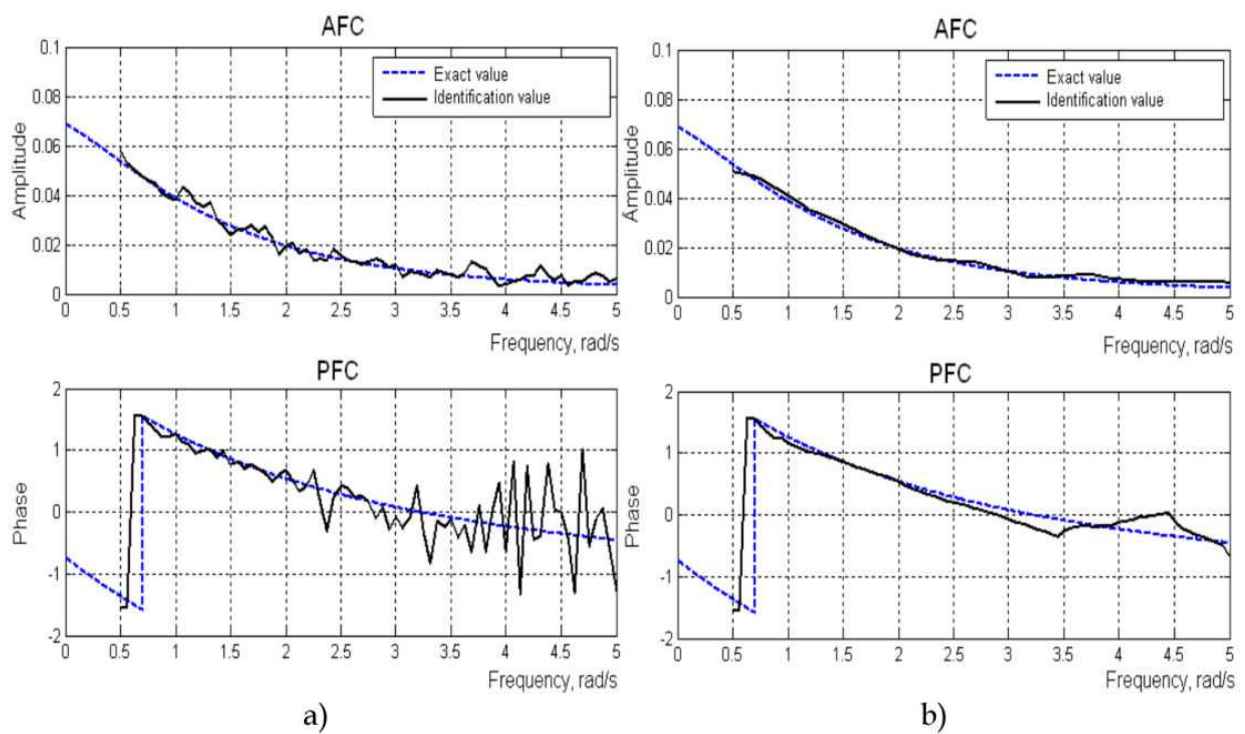 AFC
0.1
0.08
0.06
0.04
0.02
0
Amplitude
Exact value
Identification value
0 0.5 1 1.5 2 2.5 3 3.5 4 4.5 5
Frequency, rad/s
PFC
2
1
0
-1
-2
Phase
0 0.5 1 1.5 2 2.5 3 3.5 4 4.5 5
Frequency, rad/s
a)
AFC
0.1
0.08
0.06
0.04
0.02
0
Amplitude
Exact value
Identification value
0 0.5 1 1.5 2 2.5 3 3.5 4 4.5 5
Frequency, rad/s
PFC
2
1
0
-1
-2
Phase
0 0.5 1 1.5 2 2.5 3 3.5 4 4.5 5
Frequency, rad/s
b)